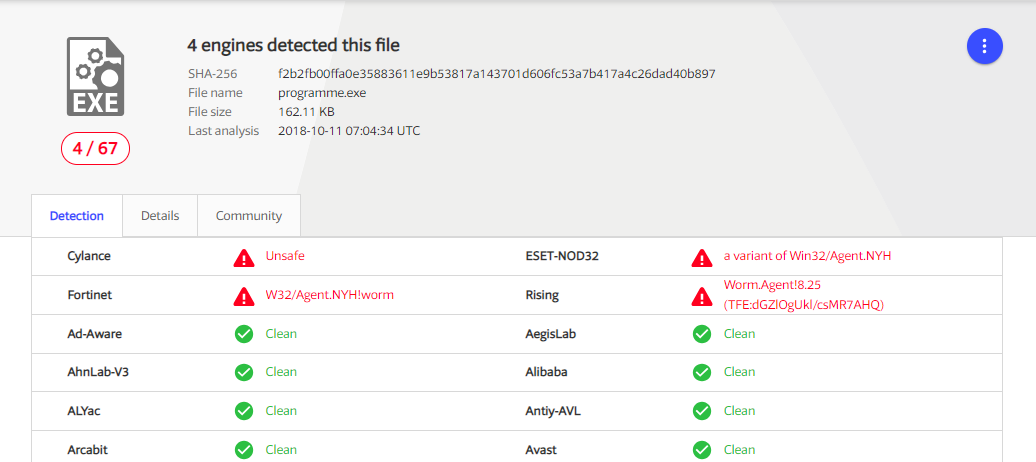 4 engines detected this file
SHA-256 f2b2fb00ffa0e35883611e9b53817a143701d606fc53a7b417a4c26dad40b897
File name programme.exe
File size 162.11 KB
Last analysis 2018-10-11 07:04:34 UTC
EXE
4 / 67
Detection Details Community
Cylance Unsafe ESET-NOD32 a variant of Win32/Agent.NYH
Fortinet W32/Agent.NYH!worm Rising Worm.Agent!8.25
(TFE:dGZlOgUkl/csMR7AHQ)
Ad-Aware Clean AegisLab Clean
AhnLab-V3 Clean Alibaba Clean
ALYac Clean Antiy-AVL Clean
Arcabit Clean Avast Clean